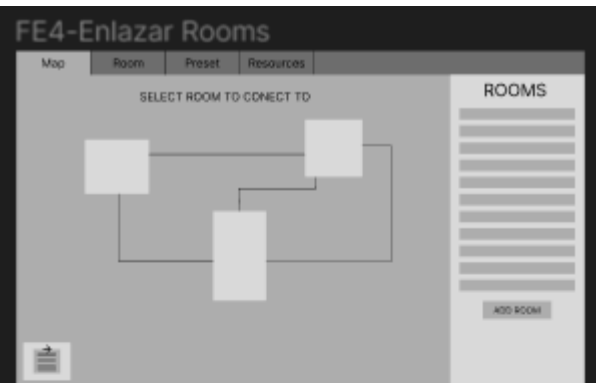 FE4-Enlazar Rooms
Map Room Preset Resources
SELECT ROOM TO CONECT TO
ROOMS
ADD ROOM